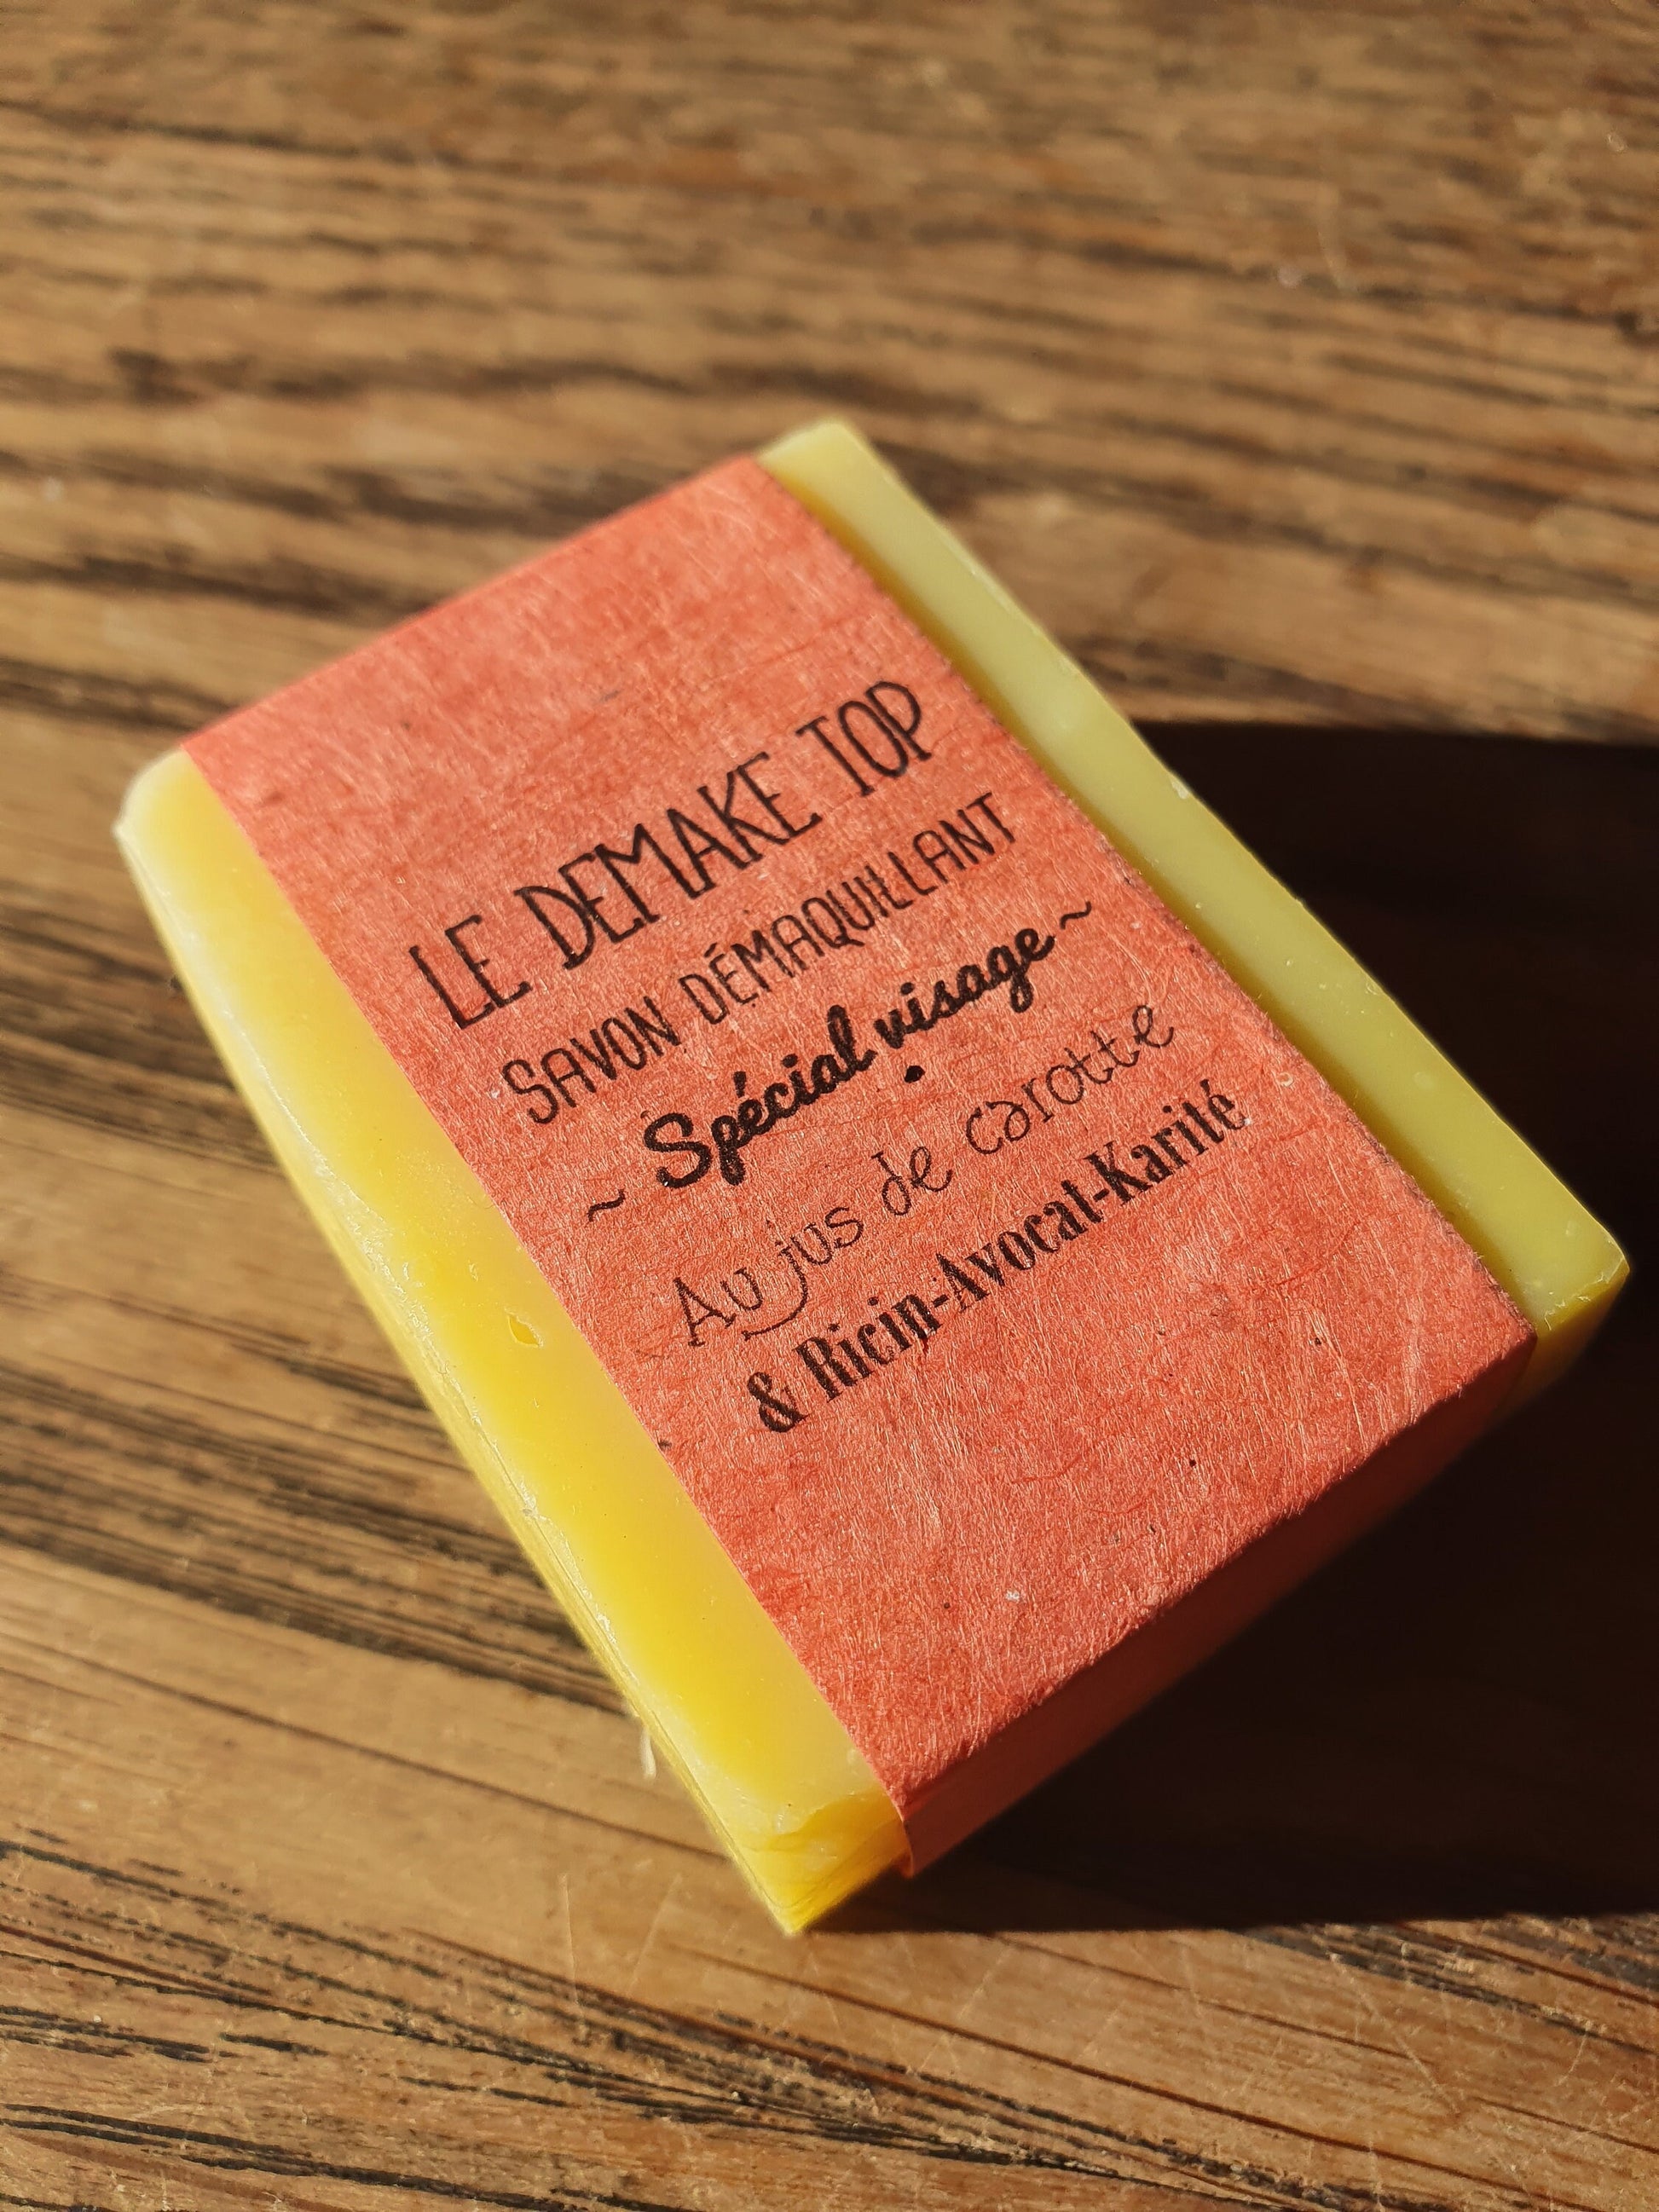 LE DEMAKE TOP
SAVON DÉMAQUILLANT
~ Spécial visage ~
•
Au jus de carotte
& Ricin-Avocat-Karité